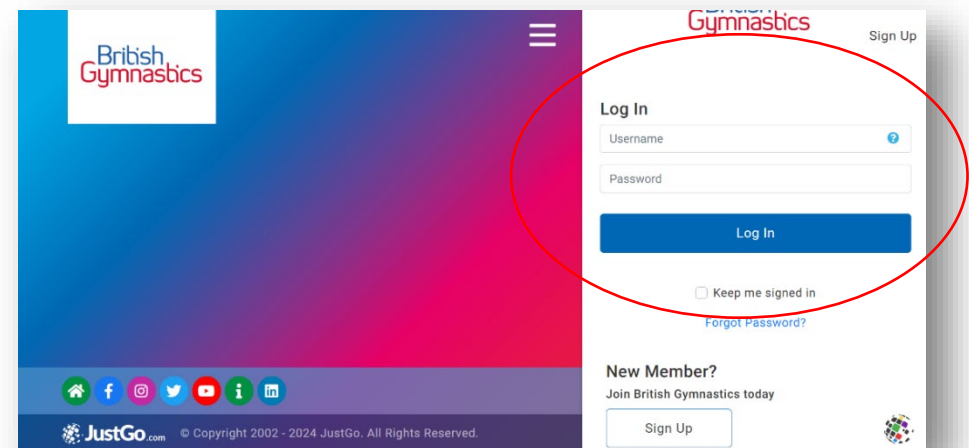 British
Gymnastics
British
Gymnastics
Sign Up
Log In
Username
Password
Log In
Keep me signed in
Forgot Password?
New Member?
Join British Gymnastics today
Sign Up
JustGo.com © Copyright 2002 - 2024 JustGo. All Rights Reserved.